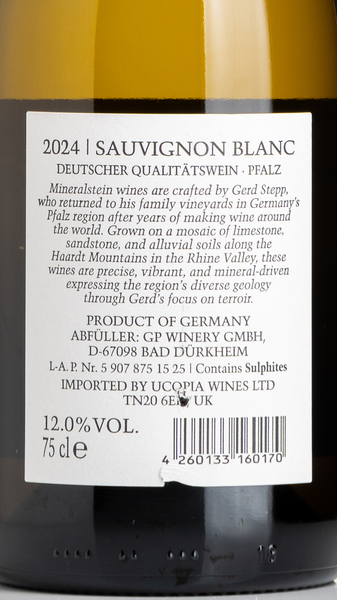 2024 | SAUVIGNON BLANC
DEUTSCHER QUALITÄTSWEIN · PFALZ
Mineralstein wines are crafted by Gerd Stepp,
who returned to his family vineyards in Germany's
Pfalz region after years of making wine around
the world. Grown on a mosaic of limestone,
sandstone, and alluvial soils along the
Haardt Mountains in the Rhine Valley, these
wines are precise, vibrant, and mineral-driven
expressing the region's diverse geology
through Gerd's focus on terroir.
PRODUCT OF GERMANY
ABFÜLLER: GP WINERY GMBH,
D-67098 BAD DÜRKHEIM
L-A. P. Nr. 5 907 875 15 25 | Contains Sulphites
IMPORTED BY UCOPIA WINES LTD
TN20 UK
12.0% VOL.
75 cl e
4 260133 160170